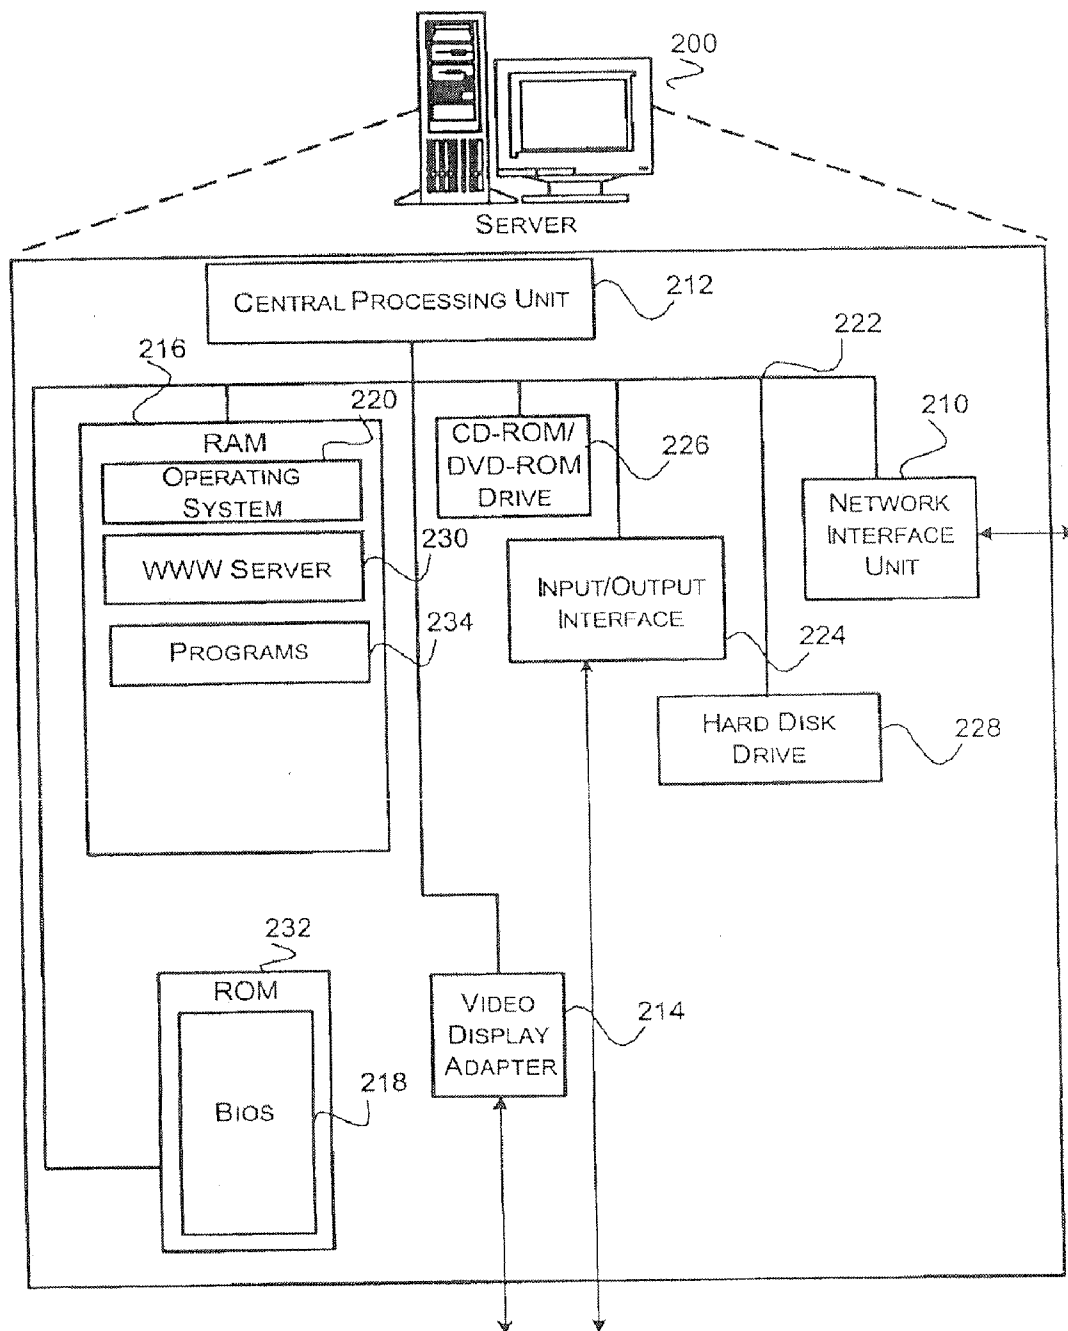 200
SERVER
CENTRAL PROCESSING UNIT
212
222
216
220
210
RAM
OPERATING
SYSTEM
CD-ROM/
DVD-ROM
DRIVE
226
NETWORK
INTERFACE
UNIT
WWW SERVER
230
INPUT/OUTPUT
INTERFACE
224
PROGRAMS
234
HARD DISK
DRIVE
228
232
ROM
VIDEO
DISPLAY
ADAPTER
214
BIOS
218